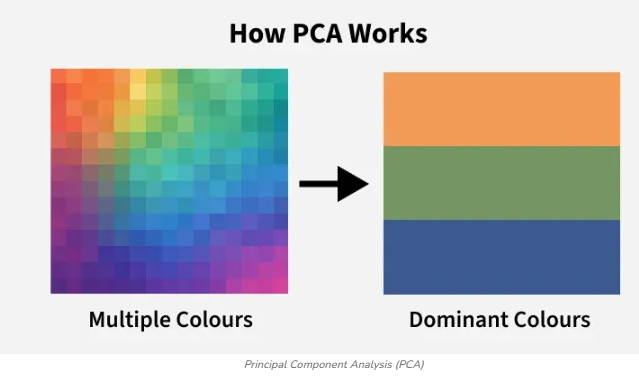 How PCA Works
Multiple Colours
Dominant Colours
Principal Component Analysis (PCA)